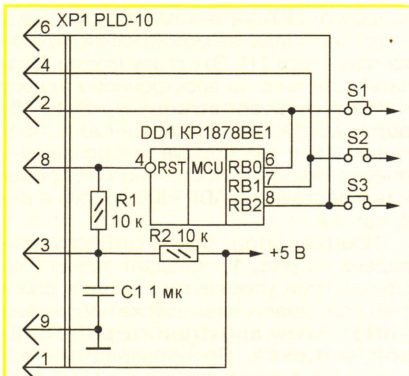 XP1 PLD-10
6
4
2
S1
DD1 КР1878ВЕ1
8
4
RST
MCU
RB0
6
S2
RB1
7
RB2
8
S3
R1
10 к
R2 10 к
3
+5 В
C1 1 мк
9
1